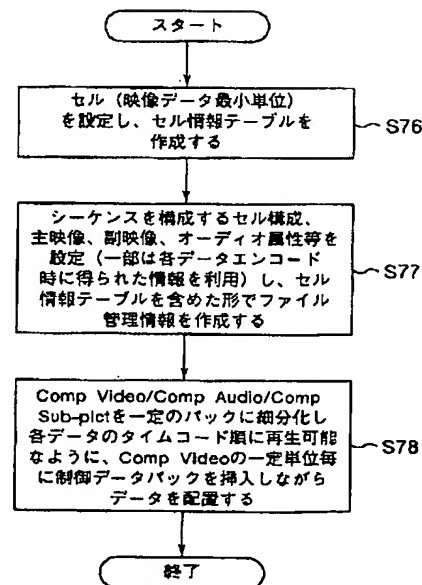 スタート
セル（映像データ最小単位）
を設定し、セル情報テーブルを
作成する
S76
シーケンスを構成するセル構成、
主映像、副映像、オーディオ属性等を
設定（一部は各データエンコード
時に得られた情報を利用）し、セル
情報テーブルを含めた形でファイル
管理情報を作成する
S77
Comp Video/Comp Audio/Comp
Sub-pictを一定のパックに細分化し
各データのタイムコード順に再生可能
なように、Comp Videoの一定単位毎
に制御データパックを挿入しながら
データを配置する
S78
終了